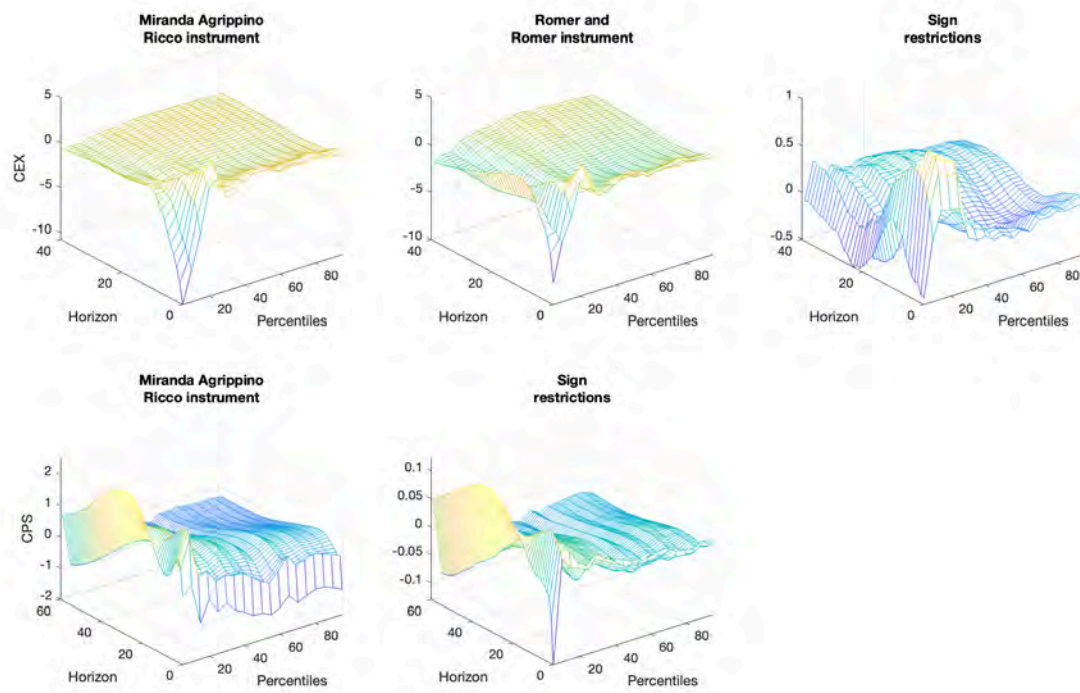 Miranda Agrippino
Ricco instrument
Romer and
Romer instrument
Sign
restrictions
CEX
5
0
-5
-10
40
20
0
Horizon
20
40
60
80
Percentiles
5
0
-5
-10
40
20
0
Horizon
20
40
60
80
Percentiles
1
0.5
0
-0.5
40
20
0
Horizon
20
40
60
80
Percentiles
Miranda Agrippino
Ricco instrument
Sign
restrictions
CPS
2
1
0
-1
-2
60
40
20
0
Horizon
20
40
60
80
Percentiles
0.1
0.05
0
-0.05
-0.1
60
40
20
0
Horizon
20
40
60
80
Percentiles